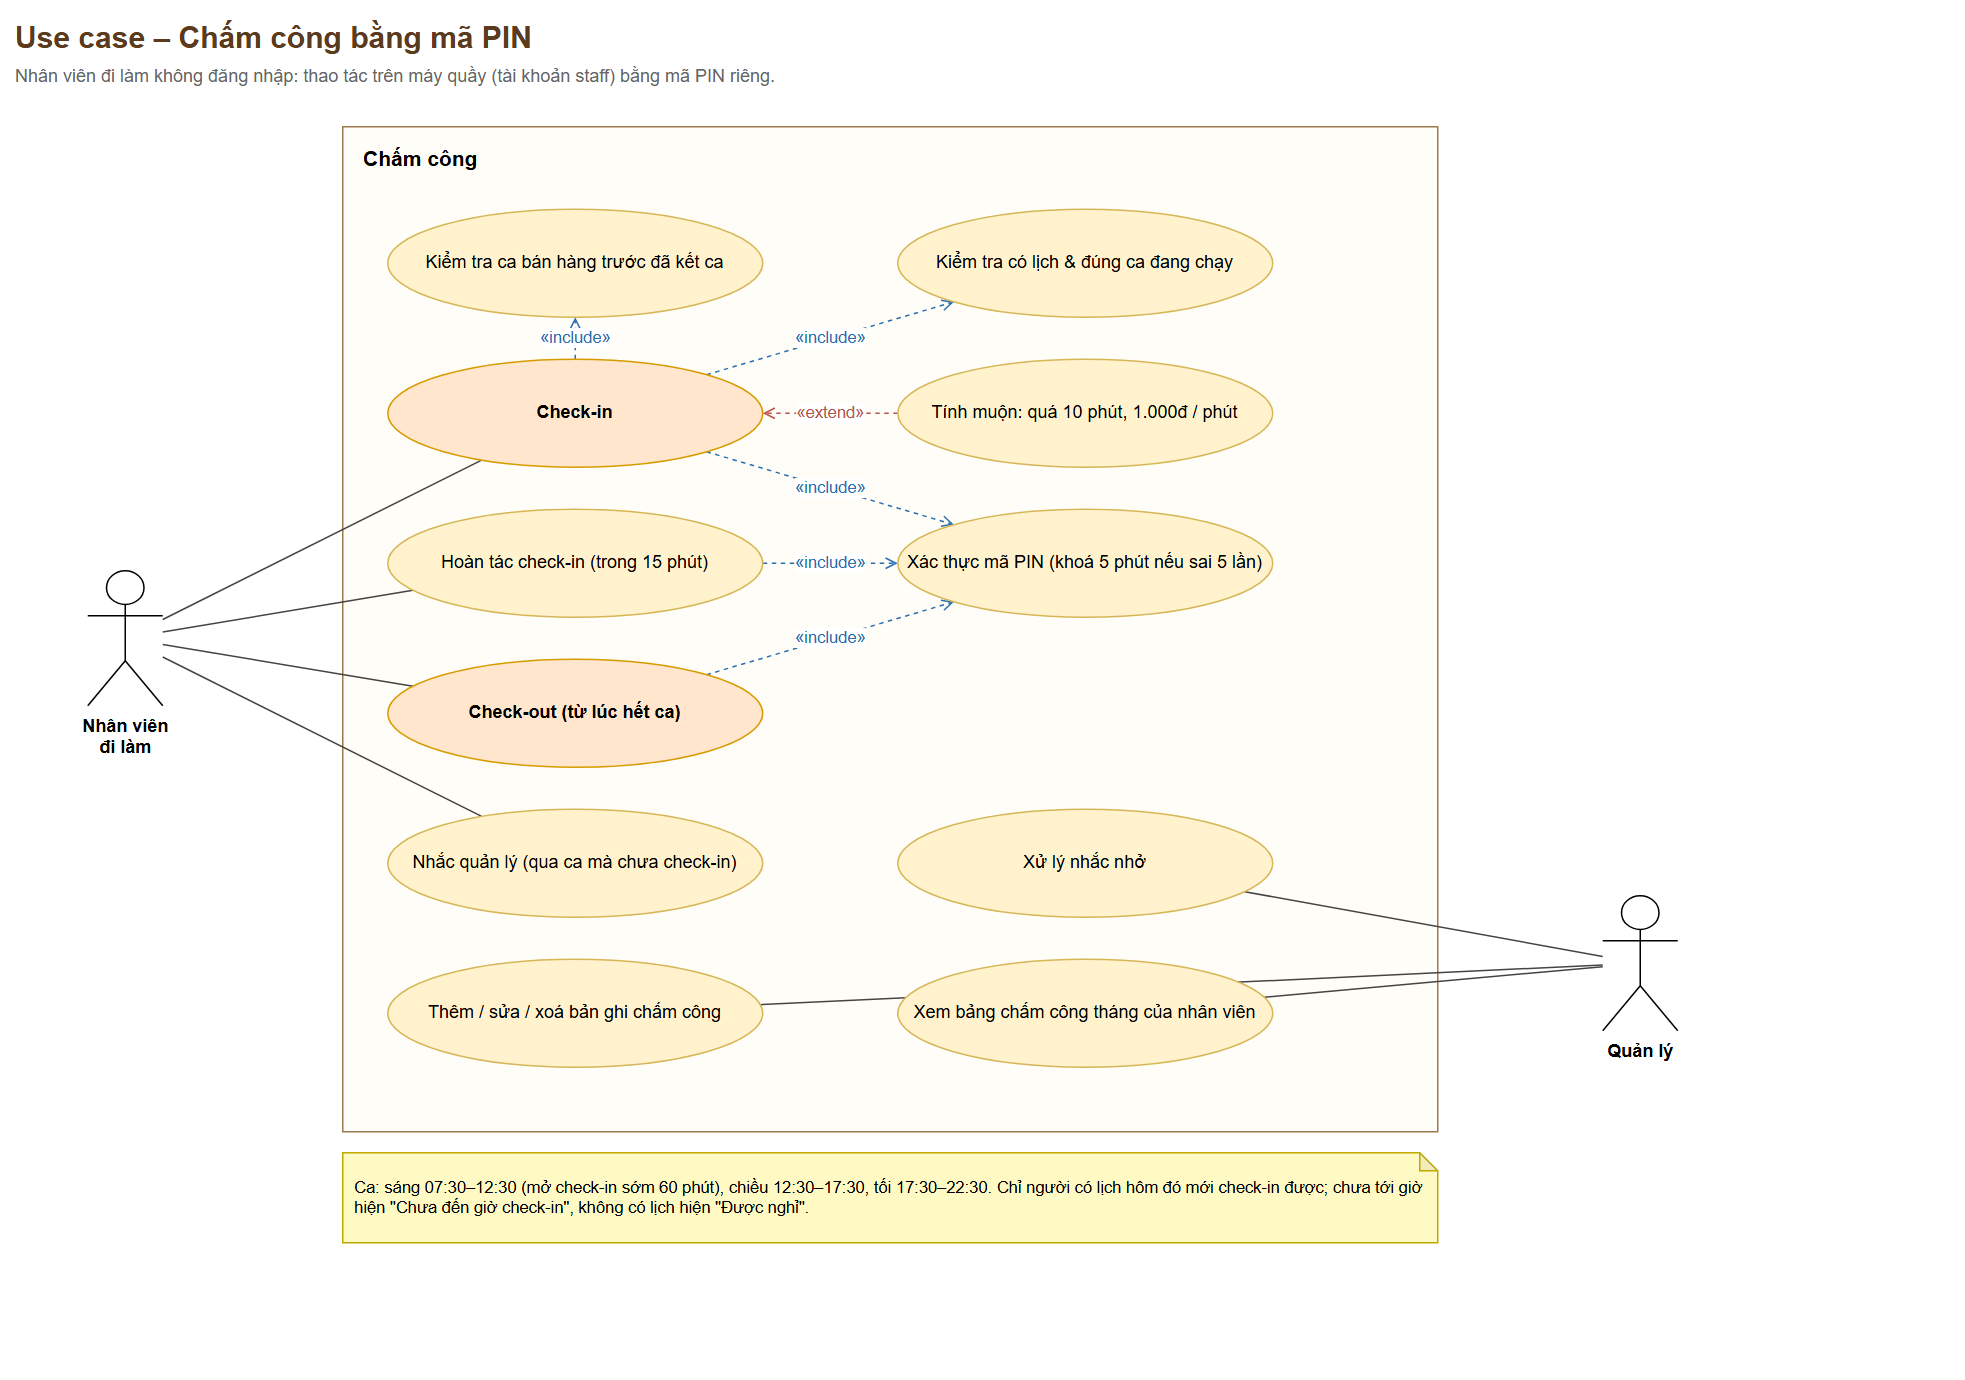 Use case – Chấm công bằng mã PIN
Nhân viên đi làm không đăng nhập: thao tác trên máy quầy (tài khoản staff) bằng mã PIN riêng.
Chấm công
Kiểm tra ca bán hàng trước đã kết ca
Kiểm tra có lịch & đúng ca đang chạy
«include»
«include»
Check-in
«extend»
Tính muộn: quá 10 phút, 1.000đ / phút
«include»
Hoàn tác check-in (trong 15 phút)
«include»
Xác thực mã PIN (khoá 5 phút nếu sai 5 lần)
«include»
Check-out (từ lúc hết ca)
Nhân viên
đi làm
Nhắc quản lý (qua ca mà chưa check-in)
Xử lý nhắc nhở
Thêm / sửa / xoá bản ghi chấm công
Xem bảng chấm công tháng của nhân viên
Quản lý
Ca: sáng 07:30–12:30 (mở check-in sớm 60 phút), chiều 12:30–17:30, tối 17:30–22:30. Chỉ người có lịch hôm đó mới check-in được; chưa tới giờ
hiện "Chưa đến giờ check-in", không có lịch hiện "Được nghỉ".